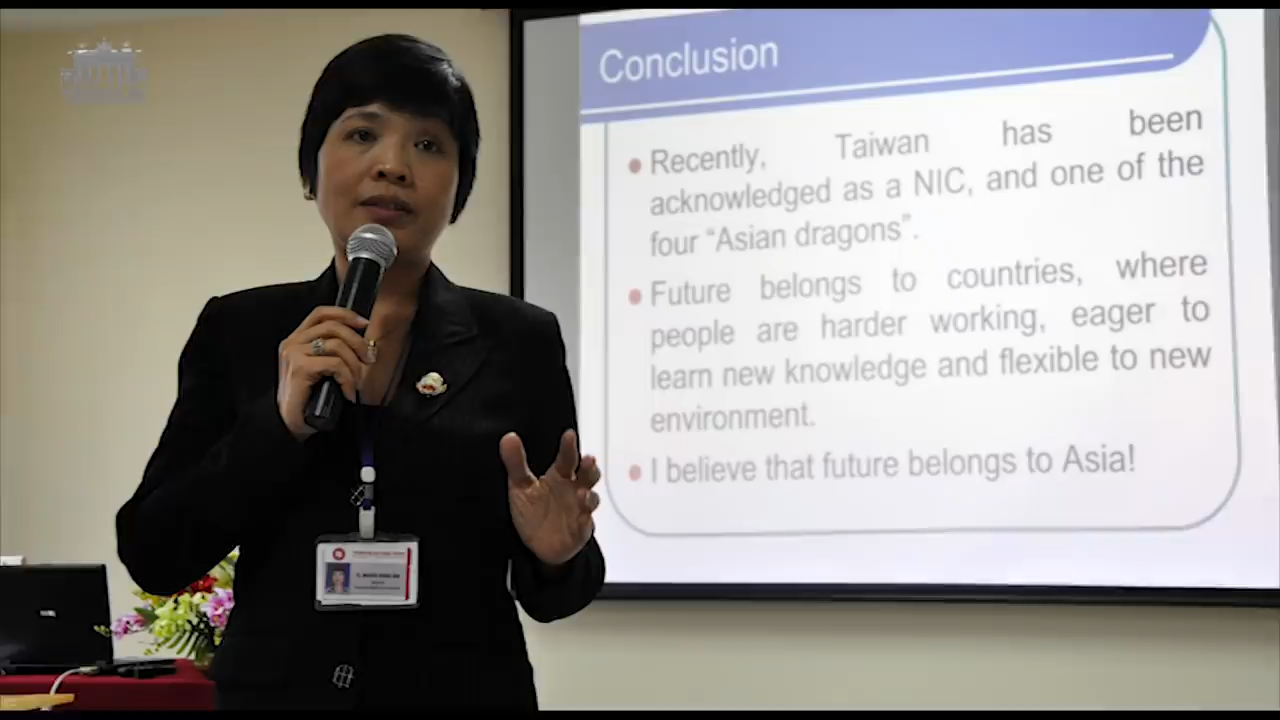 Conclusion
Recently, Taiwan has been
acknowledged as a NIC, and one of the
four “Asian dragons”.
Future belongs to countries, where
people are harder working, eager to
learn new knowledge and flexible to new
environment.
I believe that future belongs to Asia!